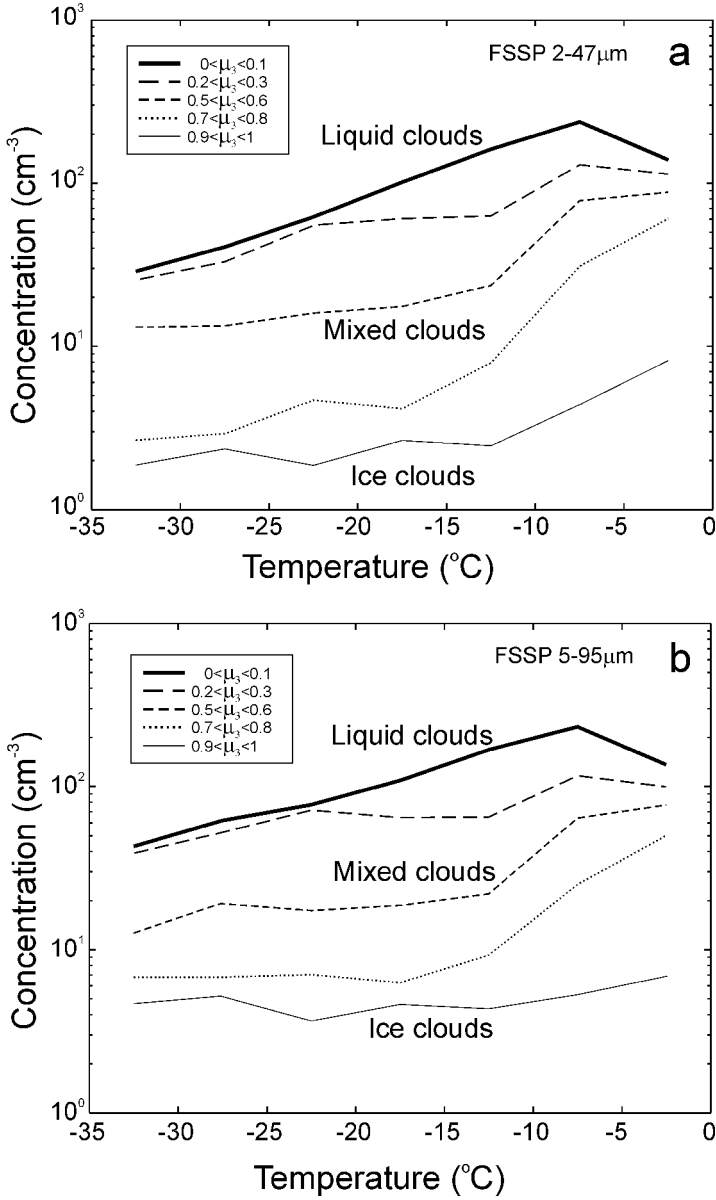 10³
FSSP 2-47µm
a
0<µ₃<0.1
0.2<µ₃<0.3
0.5<µ₃<0.6
0.7<µ₃<0.8
0.9<µ₃<1
Liquid clouds
10²
Mixed clouds
10¹
Ice clouds
10⁰
Concentration (cm⁻³)
-35 -30 -25 -20 -15 -10 -5 0
Temperature (°C)
10³
FSSP 5-95µm
b
0<µ₃<0.1
0.2<µ₃<0.3
0.5<µ₃<0.6
0.7<µ₃<0.8
0.9<µ₃<1
Liquid clouds
10²
Mixed clouds
10¹
Ice clouds
10⁰
Concentration (cm⁻³)
-35 -30 -25 -20 -15 -10 -5 0
Temperature (°C)